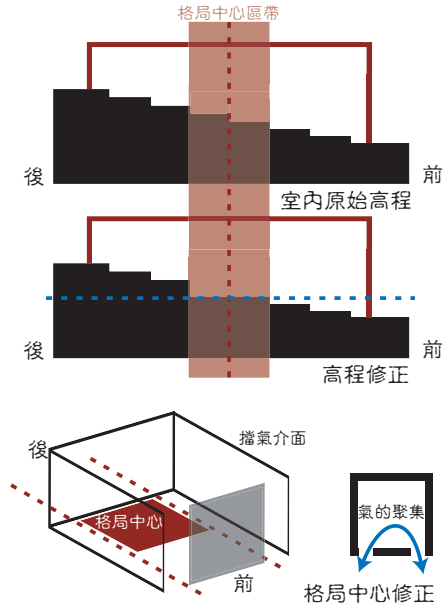 格局中心區帶
後
前
室內原始高程
後
前
高程修正
後
擋氣介面
格局中心
前
氣的聚集
格局中心修正